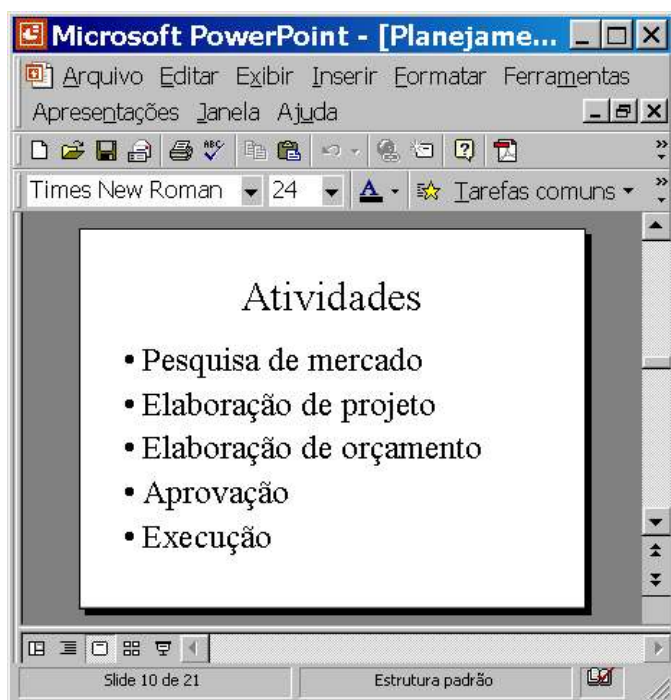 Microsoft PowerPoint - [Planejame...
Arquivo Editar Exibir Inserir Formatar Ferramentas
Apresentações Janela Ajuda
ABC
Times New Roman 24 A Tarefas comuns
Atividades
• Pesquisa de mercado
• Elaboração de projeto
• Elaboração de orçamento
• Aprovação
• Execução
Slide 10 de 21 Estrutura padrão